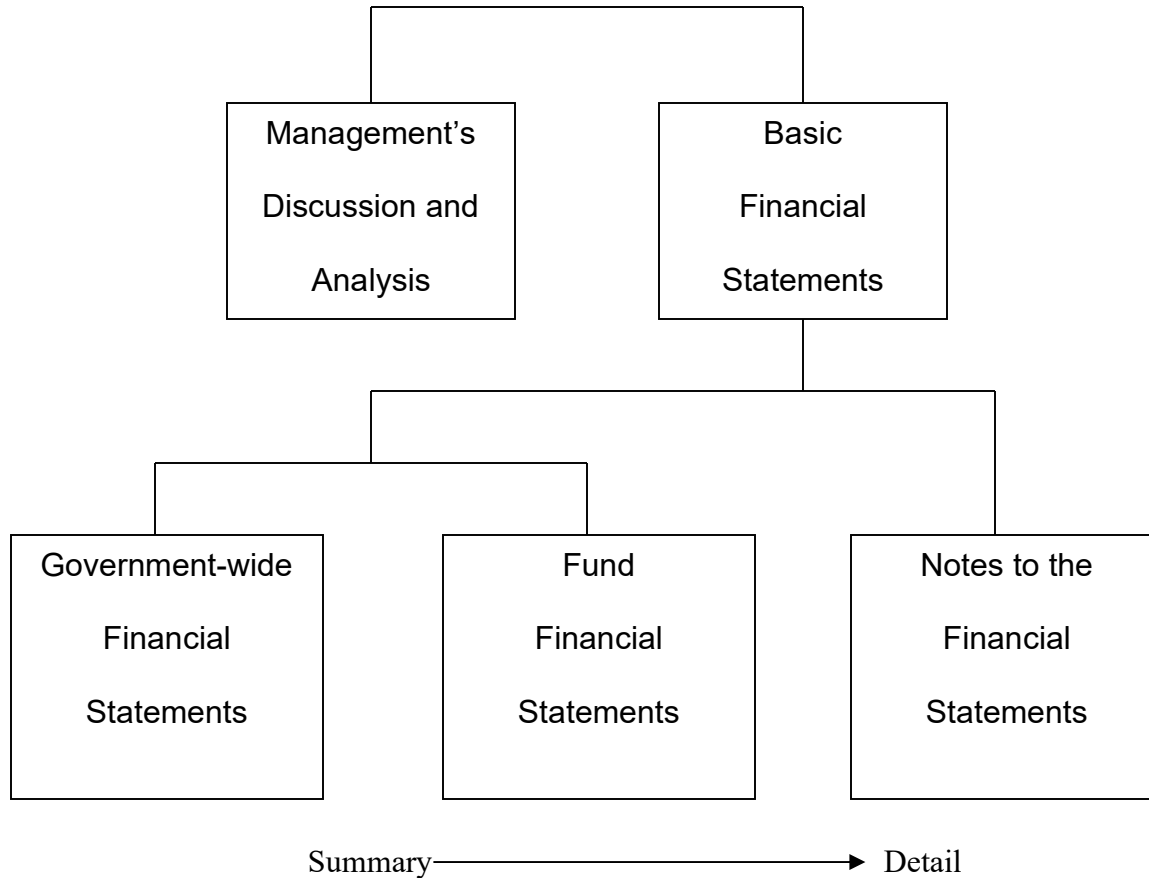 Management’s
Discussion and
Analysis
Basic
Financial
Statements
Government-wide
Financial
Statements
Fund
Financial
Statements
Notes to the
Financial
Statements
Summary
Detail